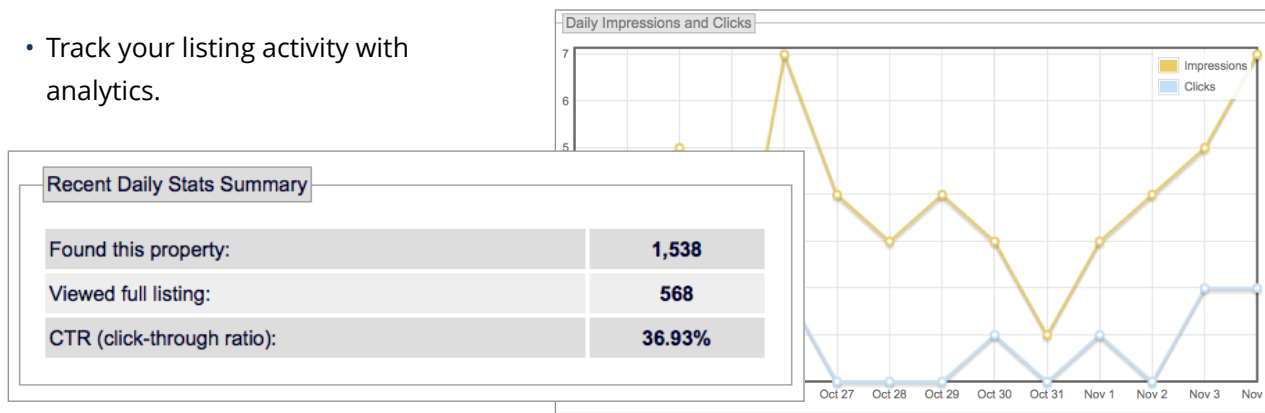 • Track your listing activity with
analytics.
Daily Impressions and Clicks
7
6
5
Impressions
Clicks
Recent Daily Stats Summary
Found this property: 1,538
Viewed full listing: 568
CTR (click-through ratio): 36.93%
Oct 27 Oct 28 Oct 29 Oct 30 Oct 31 Nov 1 Nov 2 Nov 3 Nov